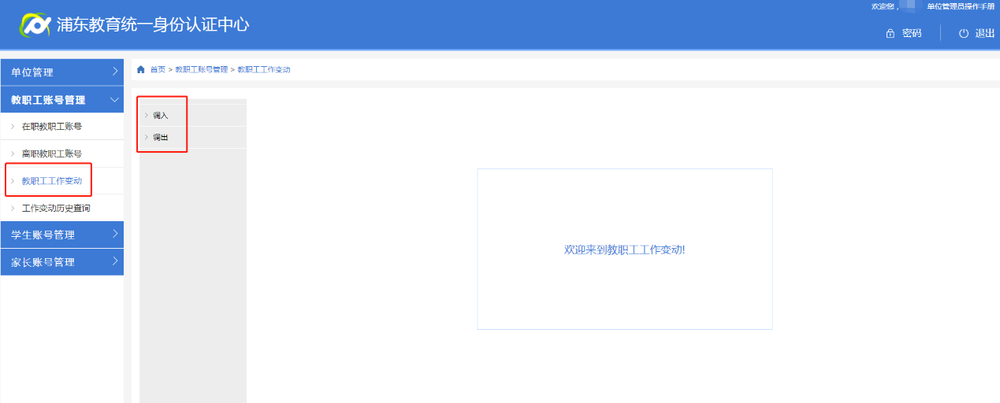 欢迎您， 单位管理员操作手册
浦东教育统一身份认证中心
密码 退出
单位管理
教职工账号管理
在职教职工账号
离职教职工账号
教职工工作变动
工作变动历史查询
学生账号管理
家长账号管理
首页 > 教职工账号管理 > 教职工工作变动
调入
调出
欢迎来到教职工工作变动!